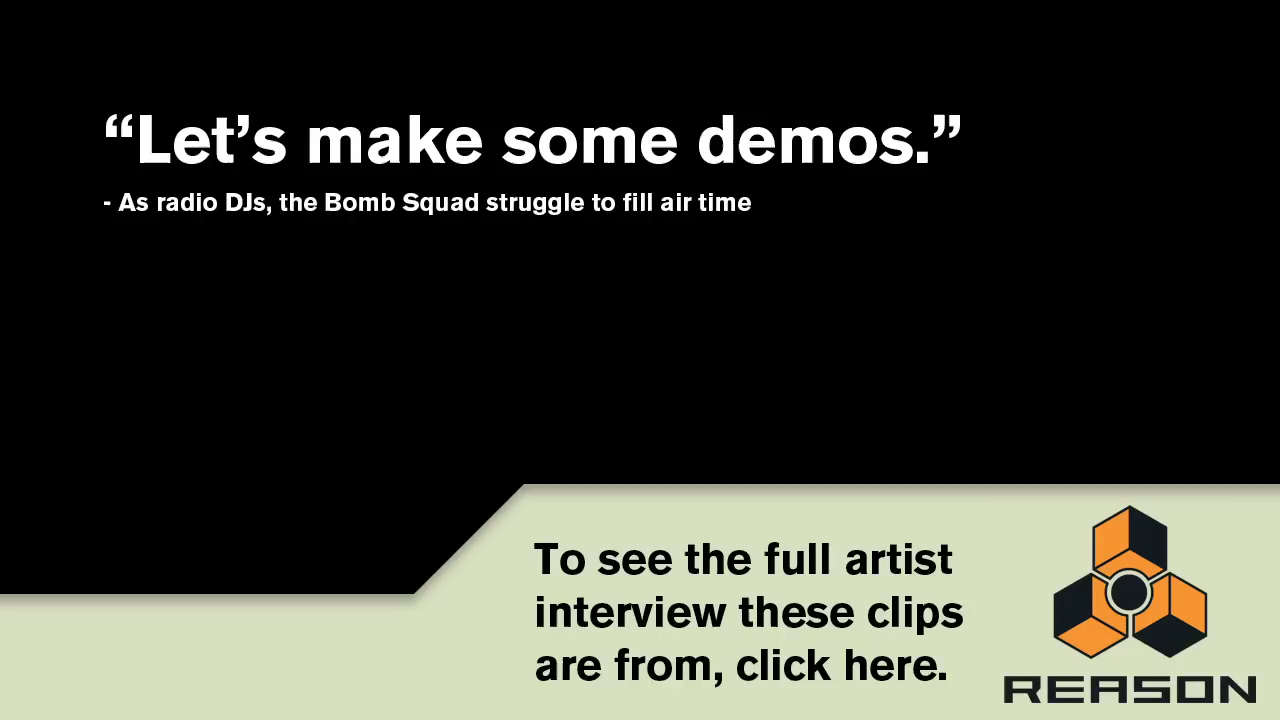 “Let’s make some demos.”
- As radio DJs, the Bomb Squad struggle to fill air time
To see the full artist
interview these clips
are from, click here.
REASON